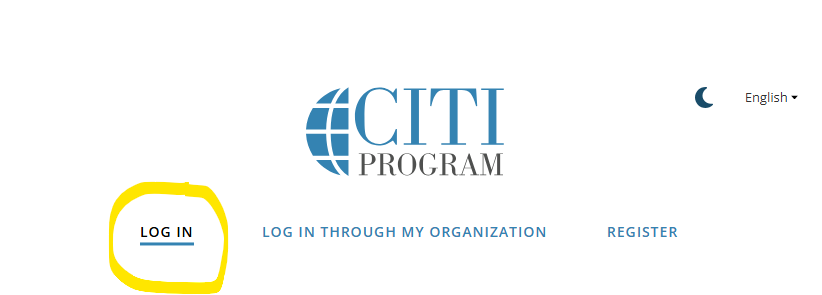 CITI
PROGRAM
English
LOG IN LOG IN THROUGH MY ORGANIZATION REGISTER